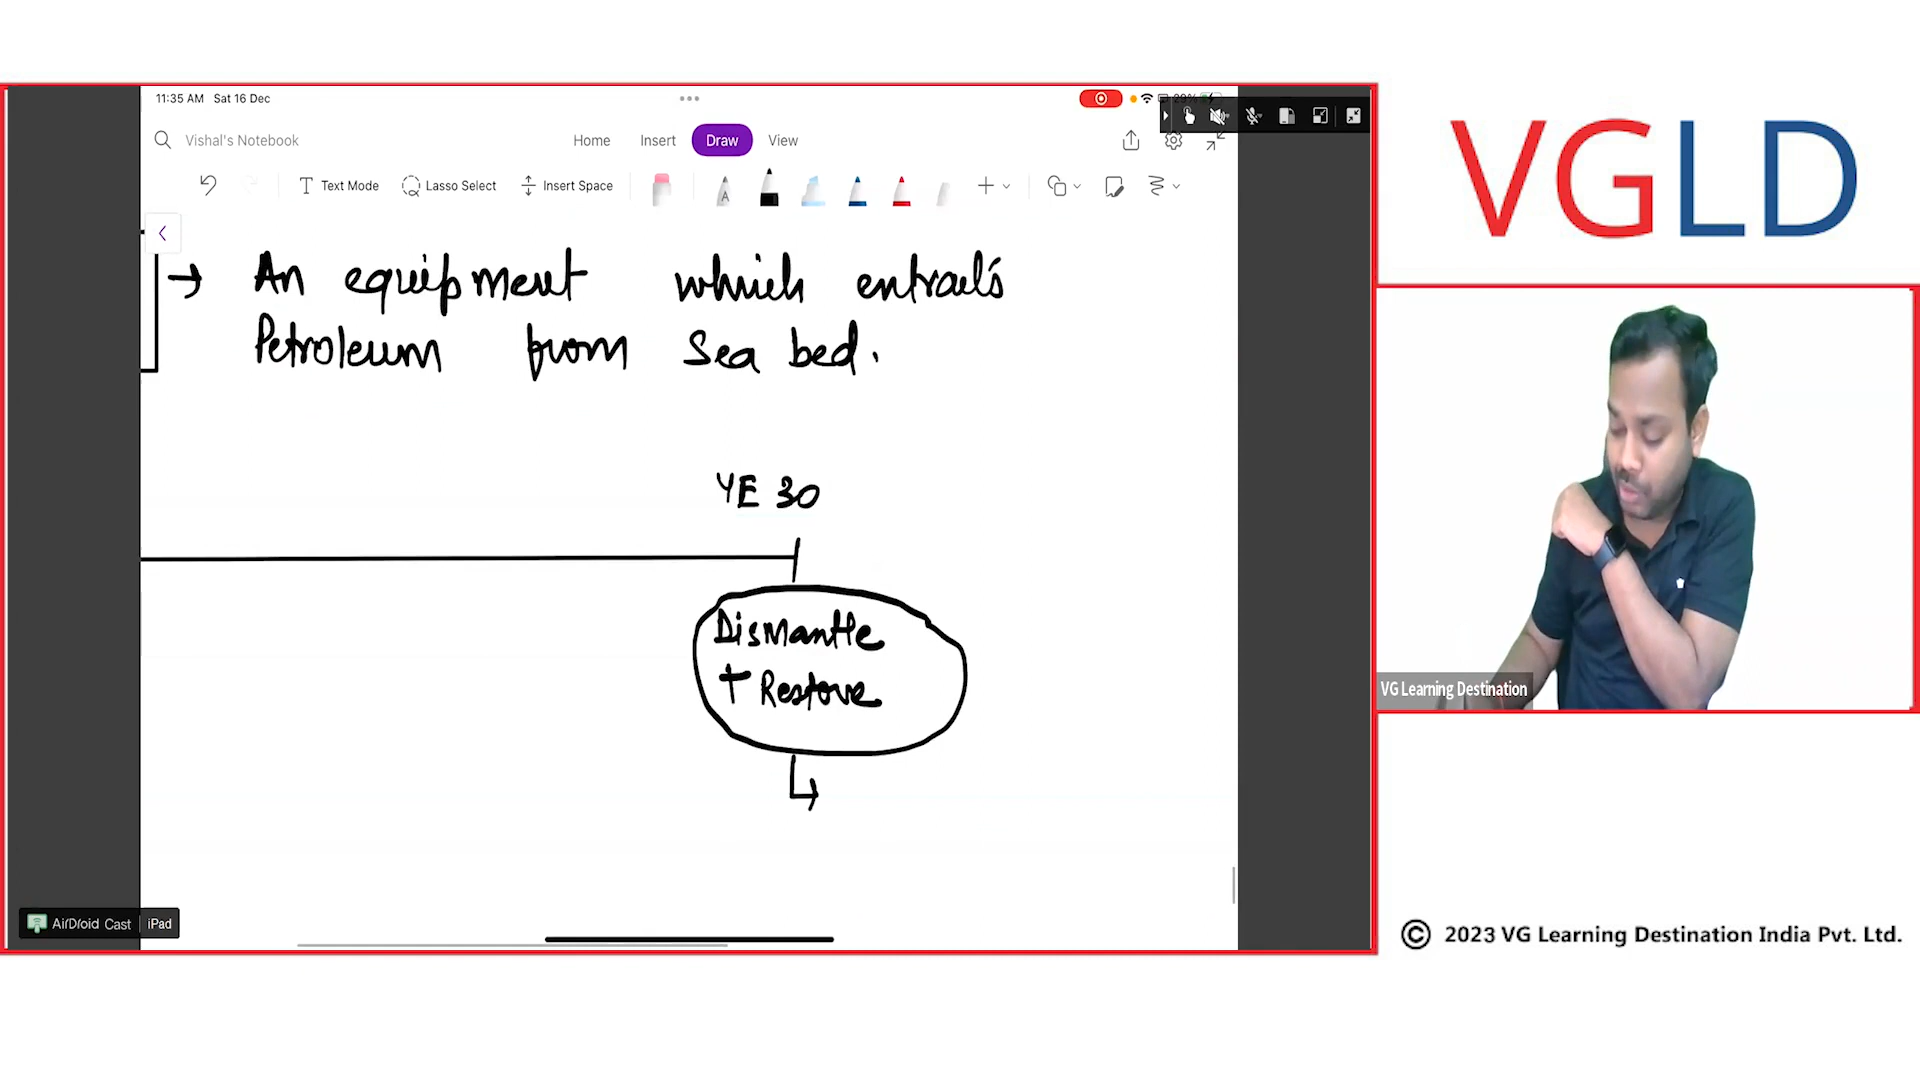 11:35 AM Sat 16 Dec
29%
Vishal's Notebook
Home Insert Draw View
Text Mode Lasso Select Insert Space
A
→ An equipment which entrails
Petroleum from Sea bed.
YE 30
Dismantle
+ Restore
AirDroid Cast iPad
VGLD
VG Learning Destination
© 2023 VG Learning Destination India Pvt. Ltd.